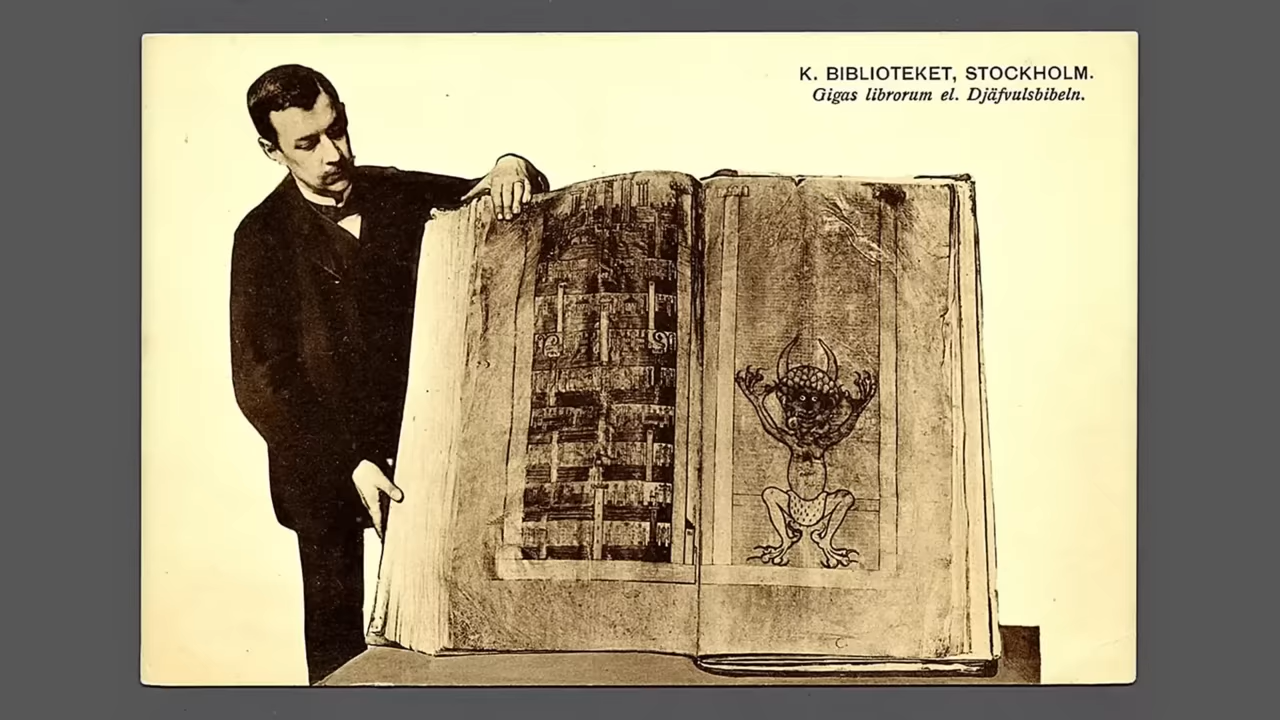 K. BIBLIOTEKET, STOCKHOLM.
Gigas librorum el. Djäfvulsbibeln.